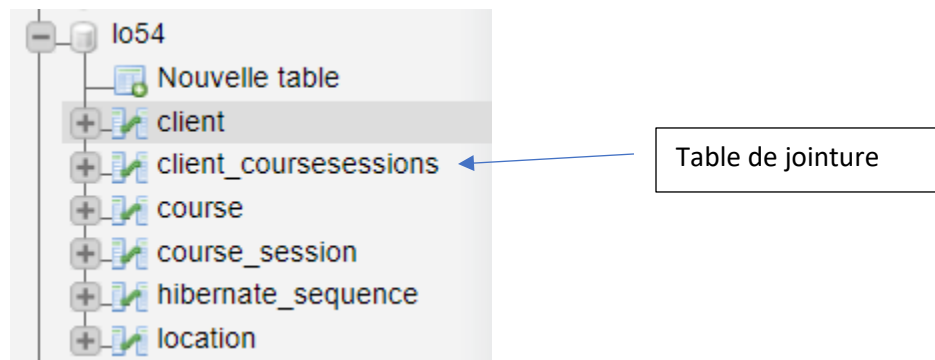 lo54
Nouvelle table
client
client_coursesessions
Table de jointure
course
course_session
hibernate_sequence
location